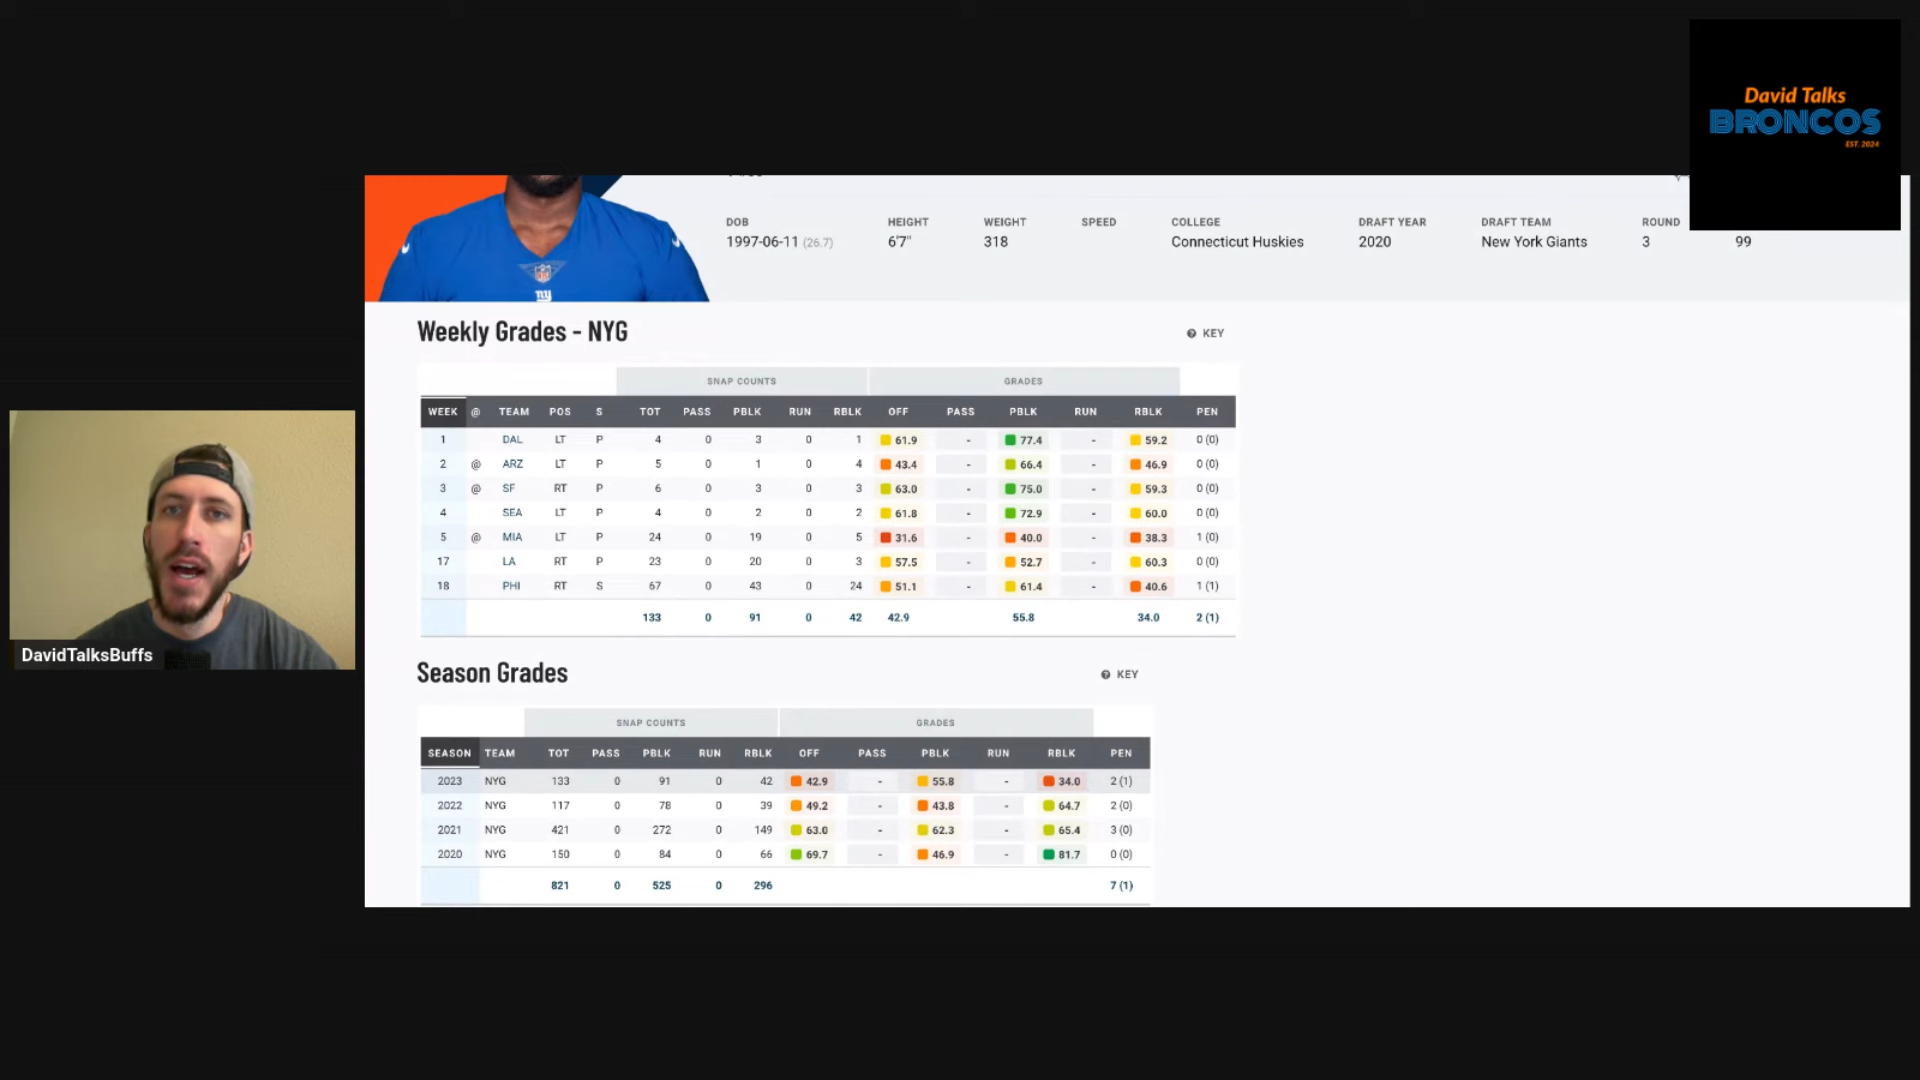 David Talks
BRONCOS
EST. 2024
DOB HEIGHT WEIGHT SPEED COLLEGE DRAFT YEAR DRAFT TEAM ROUND
1997-06-11 (26.7) 6'7" 318 Connecticut Huskies 2020 New York Giants 3 99
Weekly Grades - NYG
KEY
SNAP COUNTS GRADES
WEEK @ TEAM POS S TOT PASS PBLK RUN RBLK OFF PASS PBLK RUN RBLK PEN
1 DAL LT P 4 0 3 0 1 61.9 - 77.4 - 59.2 0 (0)
2 @ ARZ LT P 5 0 1 0 4 43.4 - 66.4 - 46.9 0 (0)
3 @ SF RT P 6 0 3 0 3 63.0 - 75.0 - 59.3 0 (0)
4 SEA LT P 4 0 2 0 2 61.8 - 72.9 - 60.0 0 (0)
5 @ MIA LT P 24 0 19 0 5 31.6 - 40.0 - 38.3 1 (0)
17 LA RT P 23 0 20 0 3 57.5 - 52.7 - 60.3 0 (0)
18 PHI RT S 67 0 43 0 24 51.1 - 61.4 - 40.6 1 (1)
133 0 91 0 42 42.9 55.8 34.0 2 (1)
DavidTalksBuffs
Season Grades
KEY
SNAP COUNTS GRADES
SEASON TEAM TOT PASS PBLK RUN RBLK OFF PASS PBLK RUN RBLK PEN
2023 NYG 133 0 91 0 42 42.9 - 55.8 - 34.0 2 (1)
2022 NYG 117 0 78 0 39 49.2 - 43.8 - 64.7 2 (0)
2021 NYG 421 0 272 0 149 63.0 - 62.3 - 65.4 3 (0)
2020 NYG 150 0 84 0 66 69.7 - 46.9 - 81.7 0 (0)
821 0 525 0 296 7 (1)